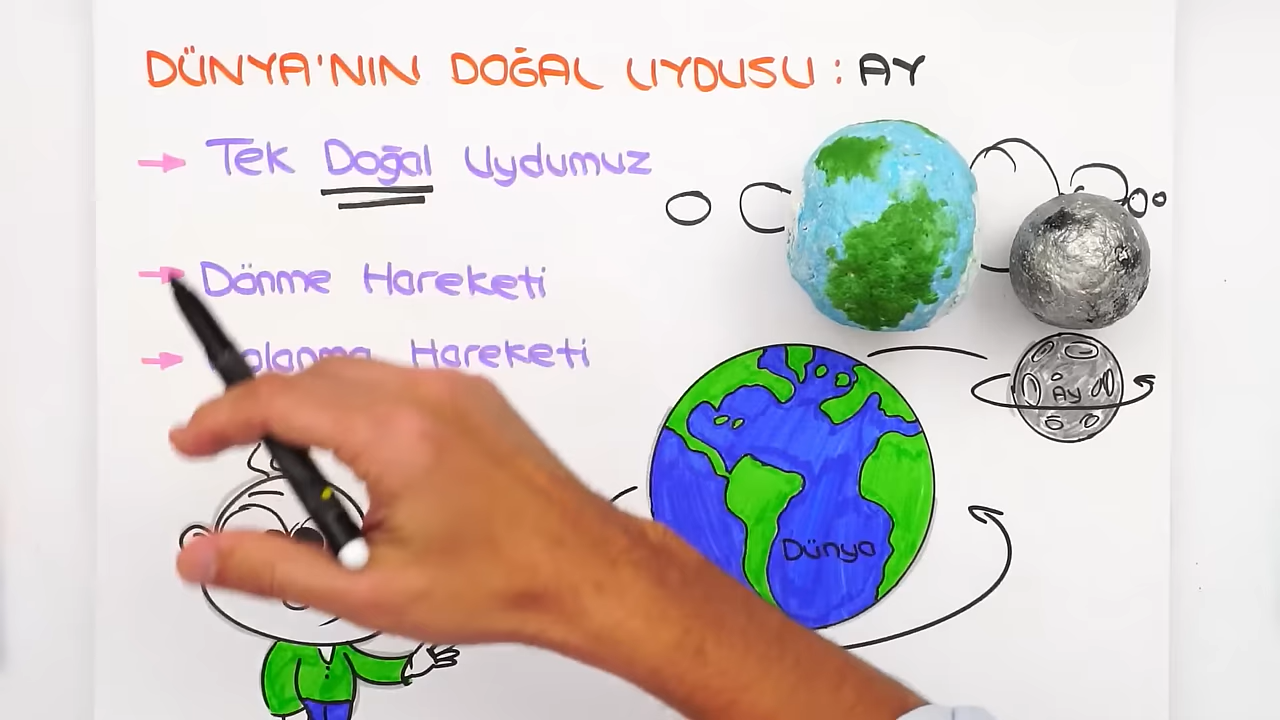 DÜNYA'NIN DOĞAL UYDUSU : AY
Tek Doğal Uydumuz
Dönme Hareketi
Hareketi
Ay
Dünya